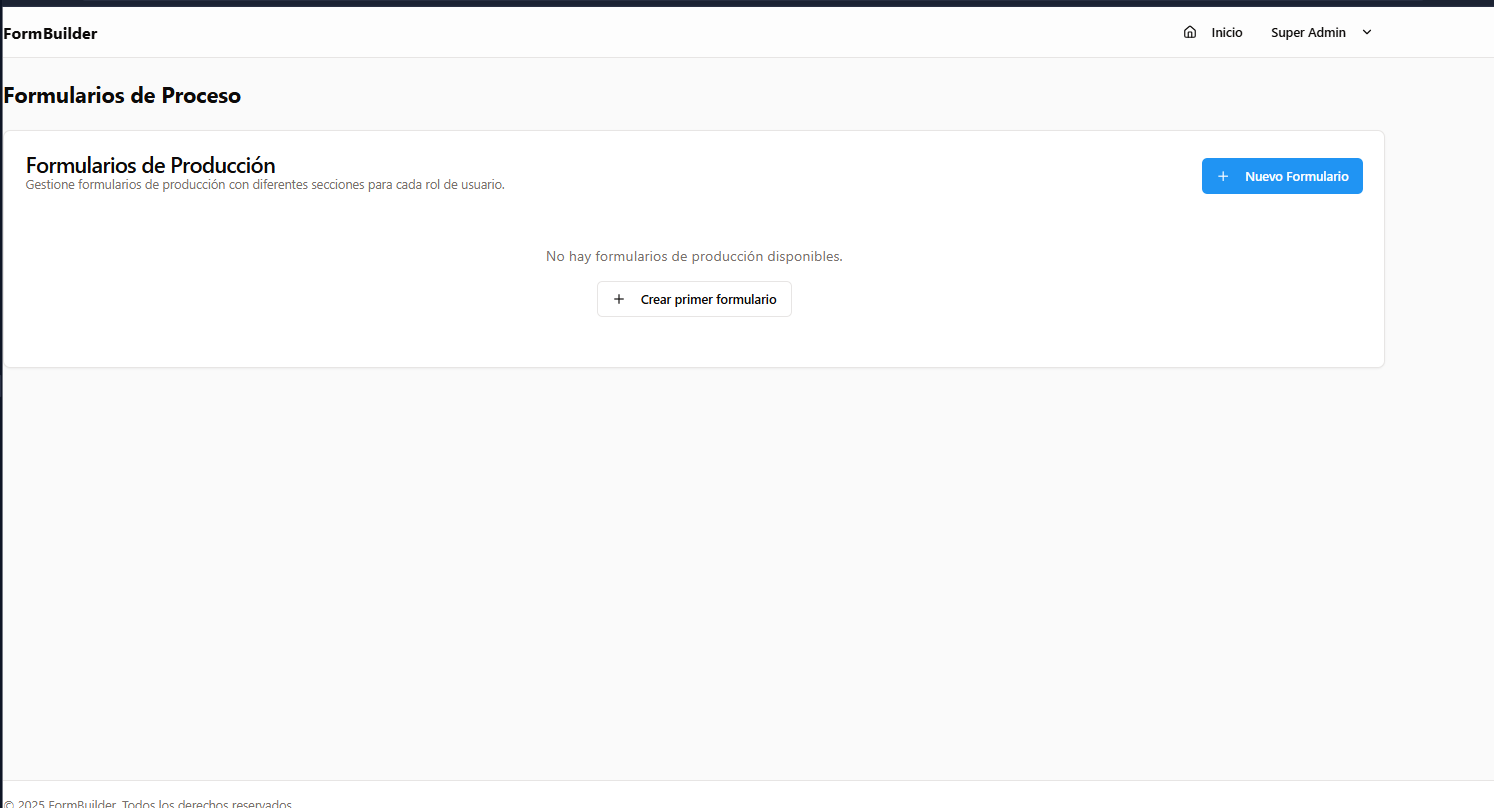 FormBuilder
Inicio
Super Admin
Formularios de Proceso
Formularios de Producción
Gestione formularios de producción con diferentes secciones para cada rol de usuario.
Nuevo Formulario
No hay formularios de producción disponibles.
Crear primer formulario
© 2025 FormBuilder. Todos los derechos reservados.